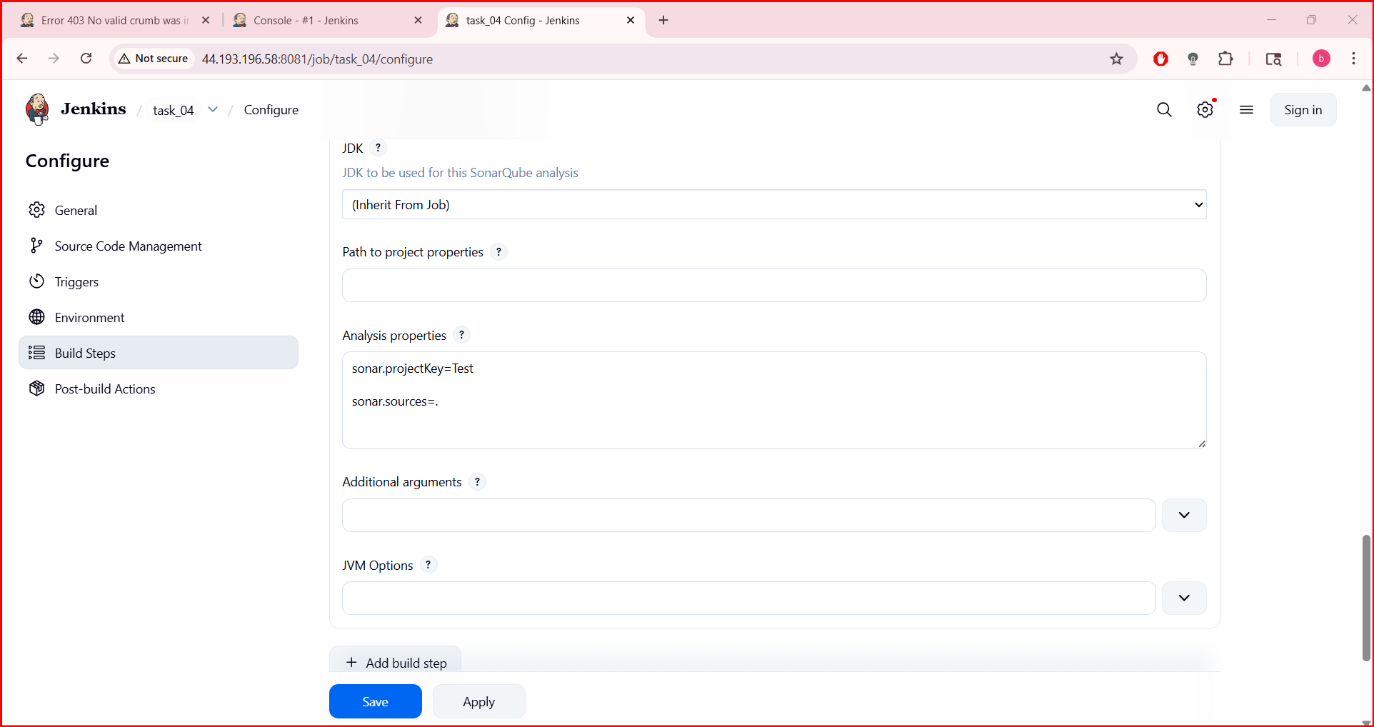 Error 403 No valid crumb was in
Console - #1 - Jenkins
task_04 Config - Jenkins
Not secure
44.193.196.58:8081/job/task_04/configure
b
Jenkins / task_04 / Configure
Sign in
Configure
General
Source Code Management
Triggers
Environment
Build Steps
Post-build Actions
JDK ?
JDK to be used for this SonarQube analysis
(Inherit From Job)
Path to project properties ?
Analysis properties ?
sonar.projectKey=Test
sonar.sources=.
Additional arguments ?
JVM Options ?
+ Add build step
Save
Apply